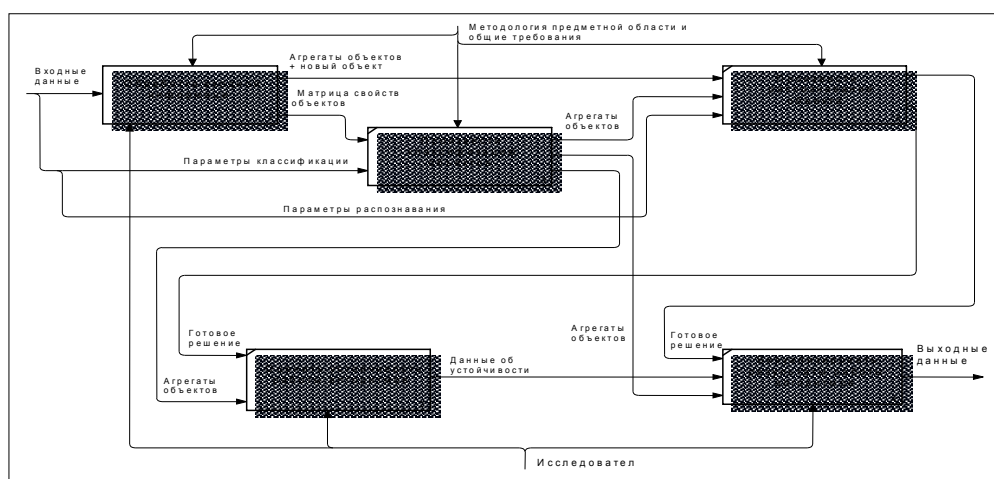 Методология предметной области и
общие требования
Агрегаты объектов
+ новый объект
Входные
данные
Матрица свойств
объектов
Агрегаты
объектов
Параметры классификации
Параметры распознавания
Готовое
решение
Агрегаты
объектов
Данные об
устойчивости
Агрегаты
объектов
Готовое
решение
Выходные
данные
Исследовател